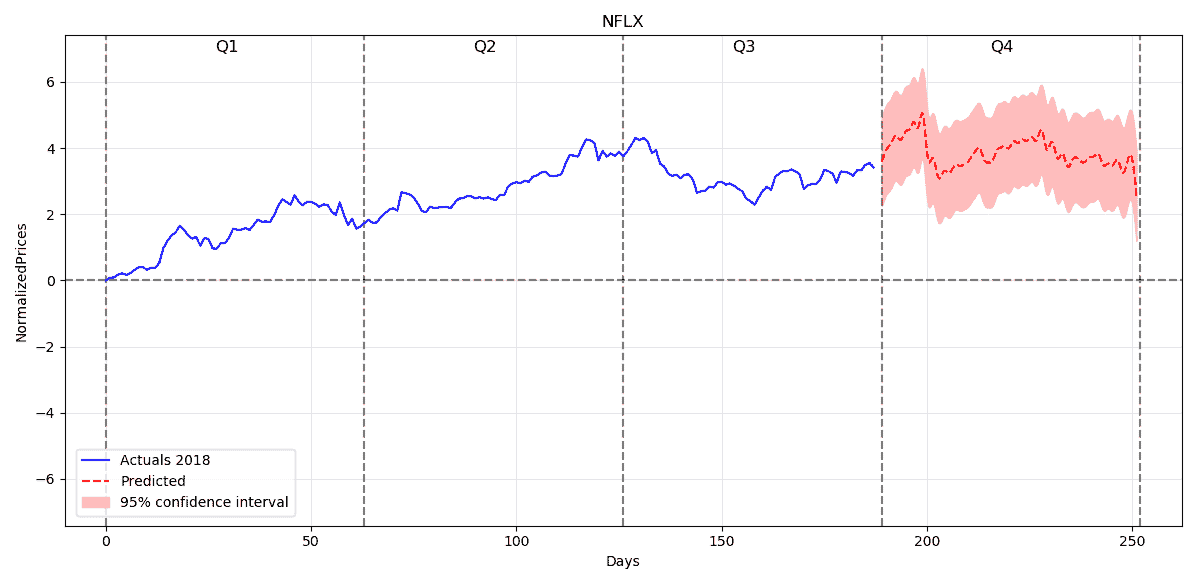 NFLX
Q1
Q2
Q3
Q4
6
4
2
0
−2
−4
−6
NormalizedPrices
Actuals 2018
Predicted
95% confidence interval
0
50
100
150
200
250
Days